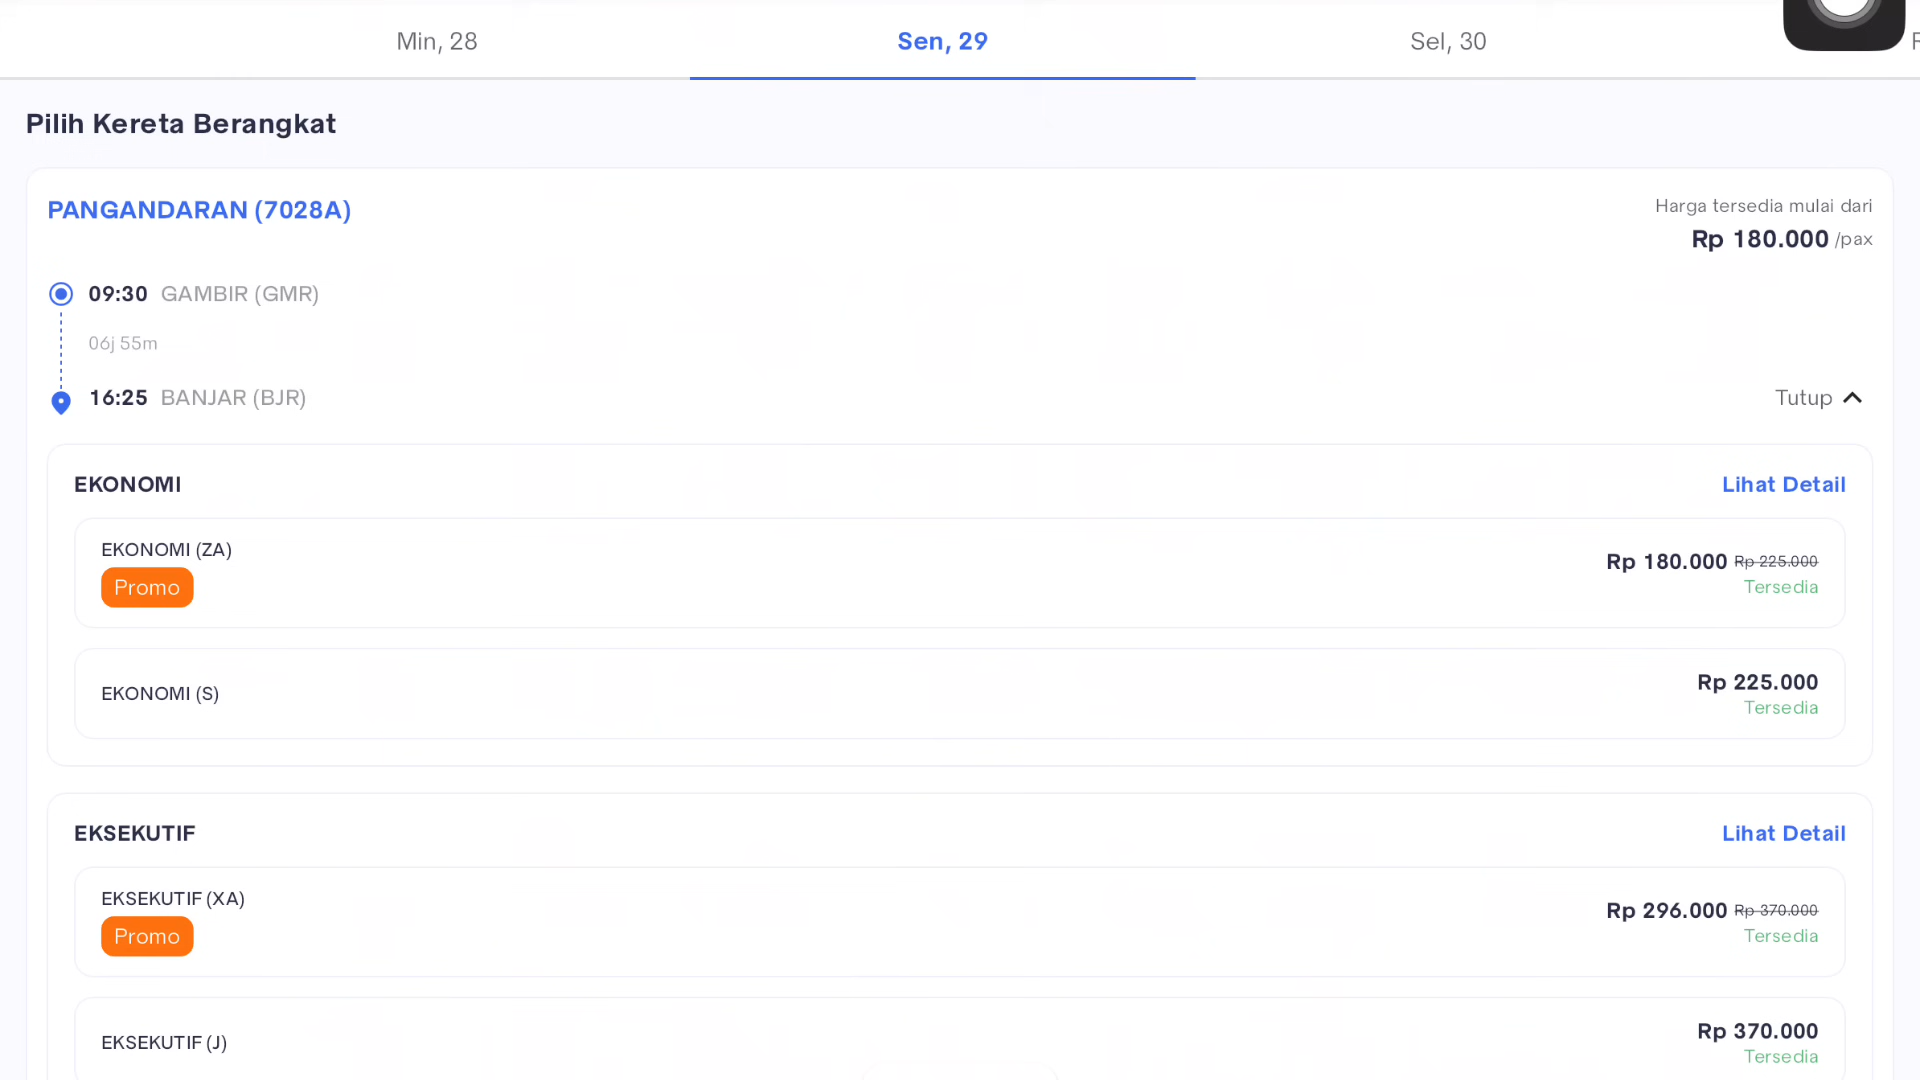 Min, 28
Sen, 29
Sel, 30
Pilih Kereta Berangkat
PANGANDARAN (7028A)
Harga tersedia mulai dari
Rp 180.000 /pax
09:30 GAMBIR (GMR)
06j 55m
16:25 BANJAR (BJR)
Tutup
EKONOMI
Lihat Detail
EKONOMI (ZA)
Promo
Rp 180.000 Rp 225.000
Tersedia
EKONOMI (S)
Rp 225.000
Tersedia
EKSEKUTIF
Lihat Detail
EKSEKUTIF (XA)
Promo
Rp 296.000 Rp 370.000
Tersedia
EKSEKUTIF (J)
Rp 370.000
Tersedia